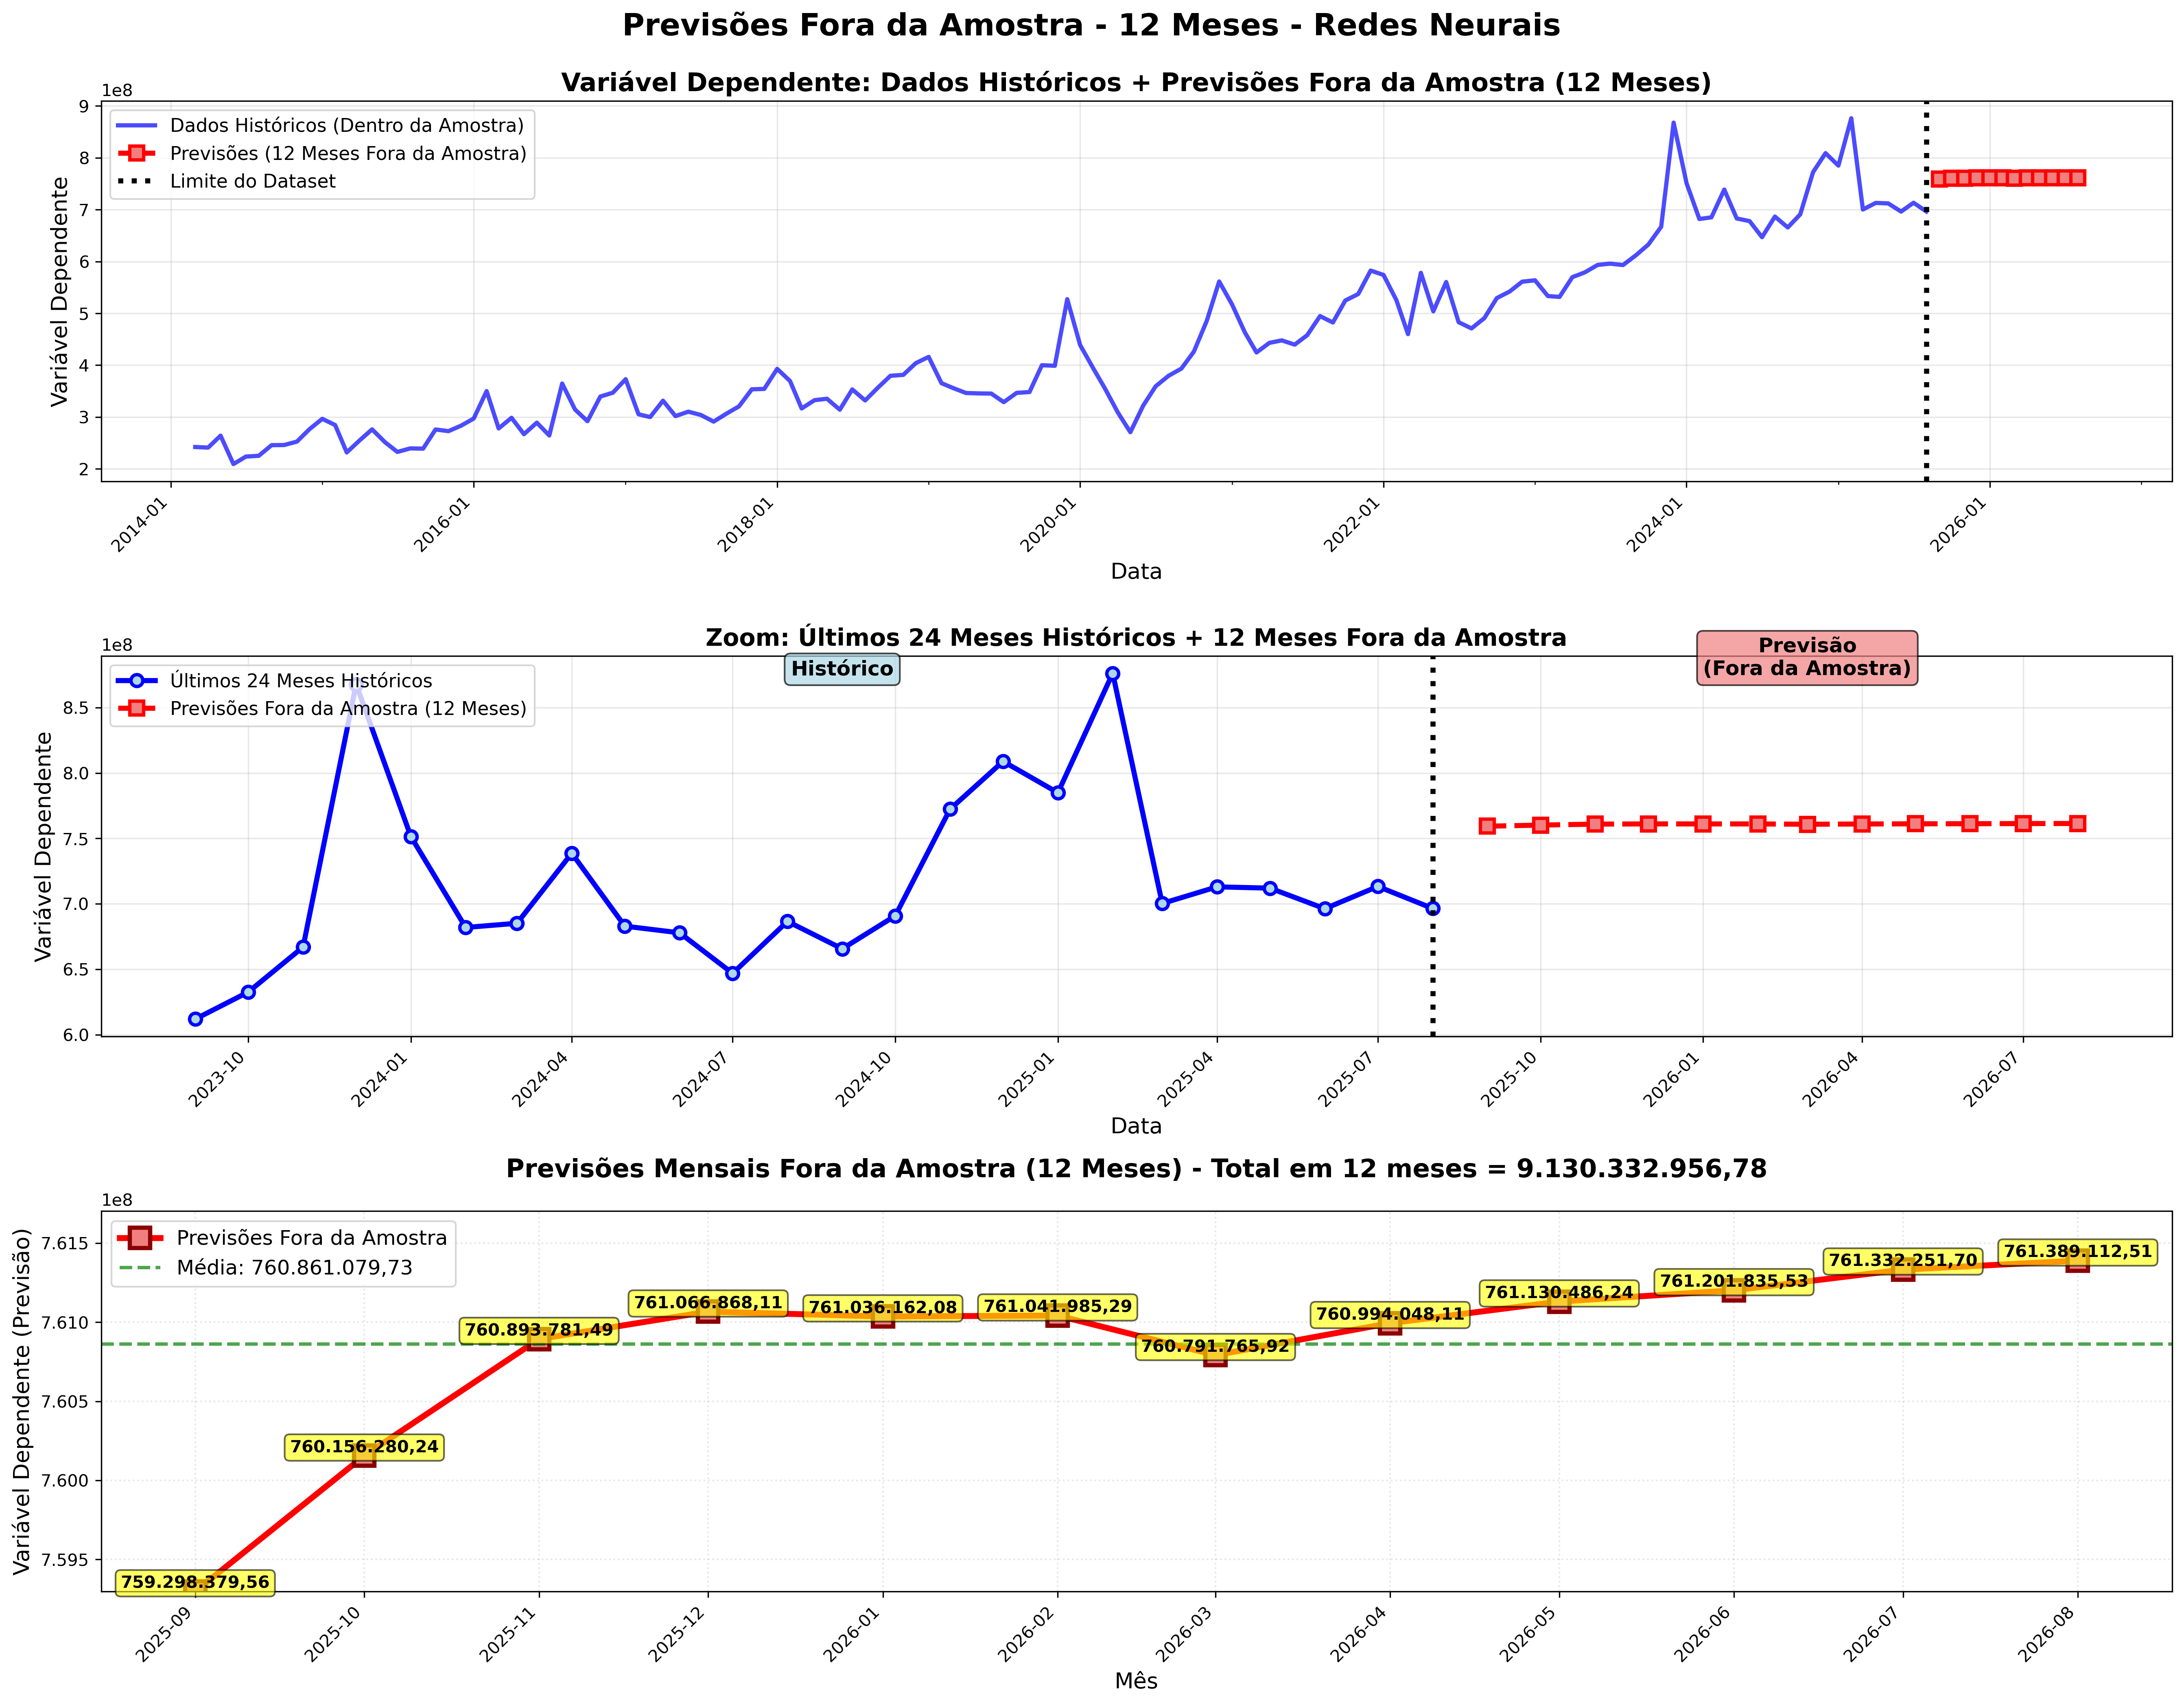 Previsões Fora da Amostra - 12 Meses - Redes Neurais
Variável Dependente: Dados Históricos + Previsões Fora da Amostra (12 Meses)
1e8
Dados Históricos (Dentro da Amostra)
Previsões (12 Meses Fora da Amostra)
Limite do Dataset
Variável Dependente
9
8
7
6
5
4
3
2
2014-01
2016-01
2018-01
2020-01
2022-01
2024-01
2026-01
Data
Zoom: Últimos 24 Meses Históricos + 12 Meses Fora da Amostra
1e8
Últimos 24 Meses Históricos
Previsões Fora da Amostra (12 Meses)
Histórico
Previsão
(Fora da Amostra)
Variável Dependente
8.5
8.0
7.5
7.0
6.5
6.0
2023-10
2024-01
2024-04
2024-07
2024-10
2025-01
2025-04
2025-07
2025-10
2026-01
2026-04
2026-07
Data
Previsões Mensais Fora da Amostra (12 Meses) - Total em 12 meses = 9.130.332.956,78
1e8
Previsões Fora da Amostra
Média: 760.861.079,73
Variável Dependente (Previsão)
7.615
7.610
7.605
7.600
7.595
759.298.379,56
760.156.280,24
760.893.781,49
761.066.868,11
761.036.162,08
761.041.985,29
760.791.765,92
760.994.048,11
761.130.486,24
761.201.835,53
761.332.251,70
761.389.112,51
2025-09
2025-10
2025-11
2025-12
2026-01
2026-02
2026-03
2026-04
2026-05
2026-06
2026-07
2026-08
Mês